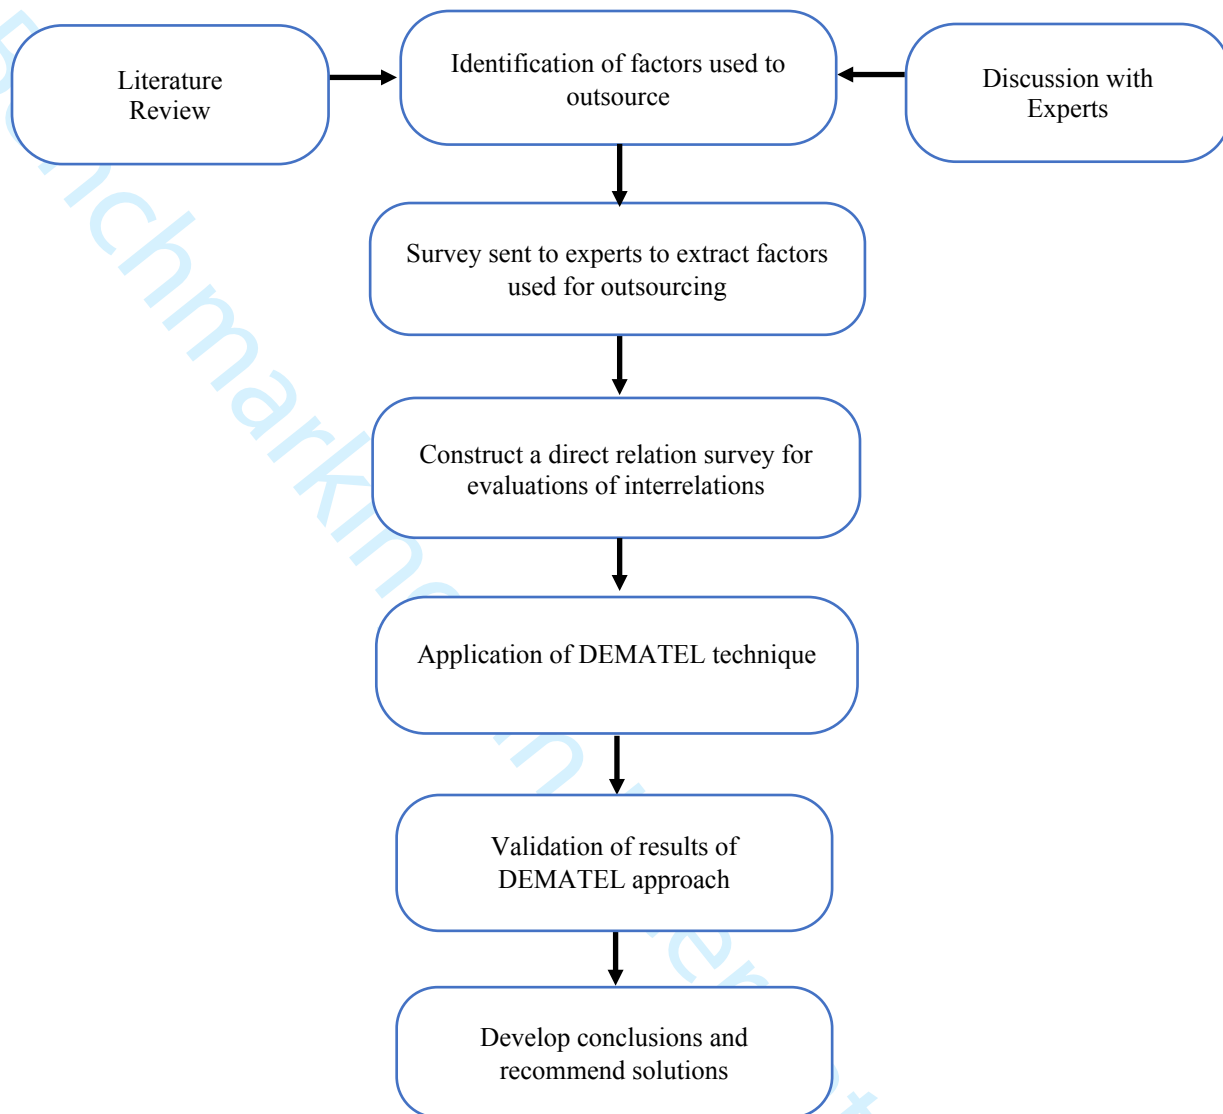 Literature
Review
Identification of factors used to
outsource
Discussion with
Experts
Survey sent to experts to extract factors
used for outsourcing
Construct a direct relation survey for
evaluations of interrelations
Application of DEMATEL technique
Validation of results of
DEMATEL approach
Develop conclusions and
recommend solutions